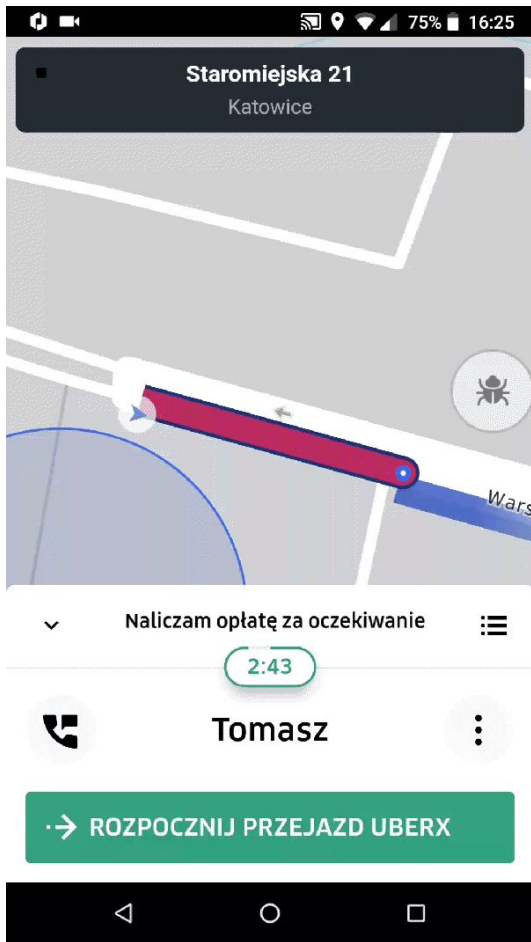 75% 16:25
Staromiejska 21
Katowice
Wars
Naliczam opłatę za oczekiwanie
2:43
Tomasz
ROZPOCZNIJ PRZEJAZD UBERX